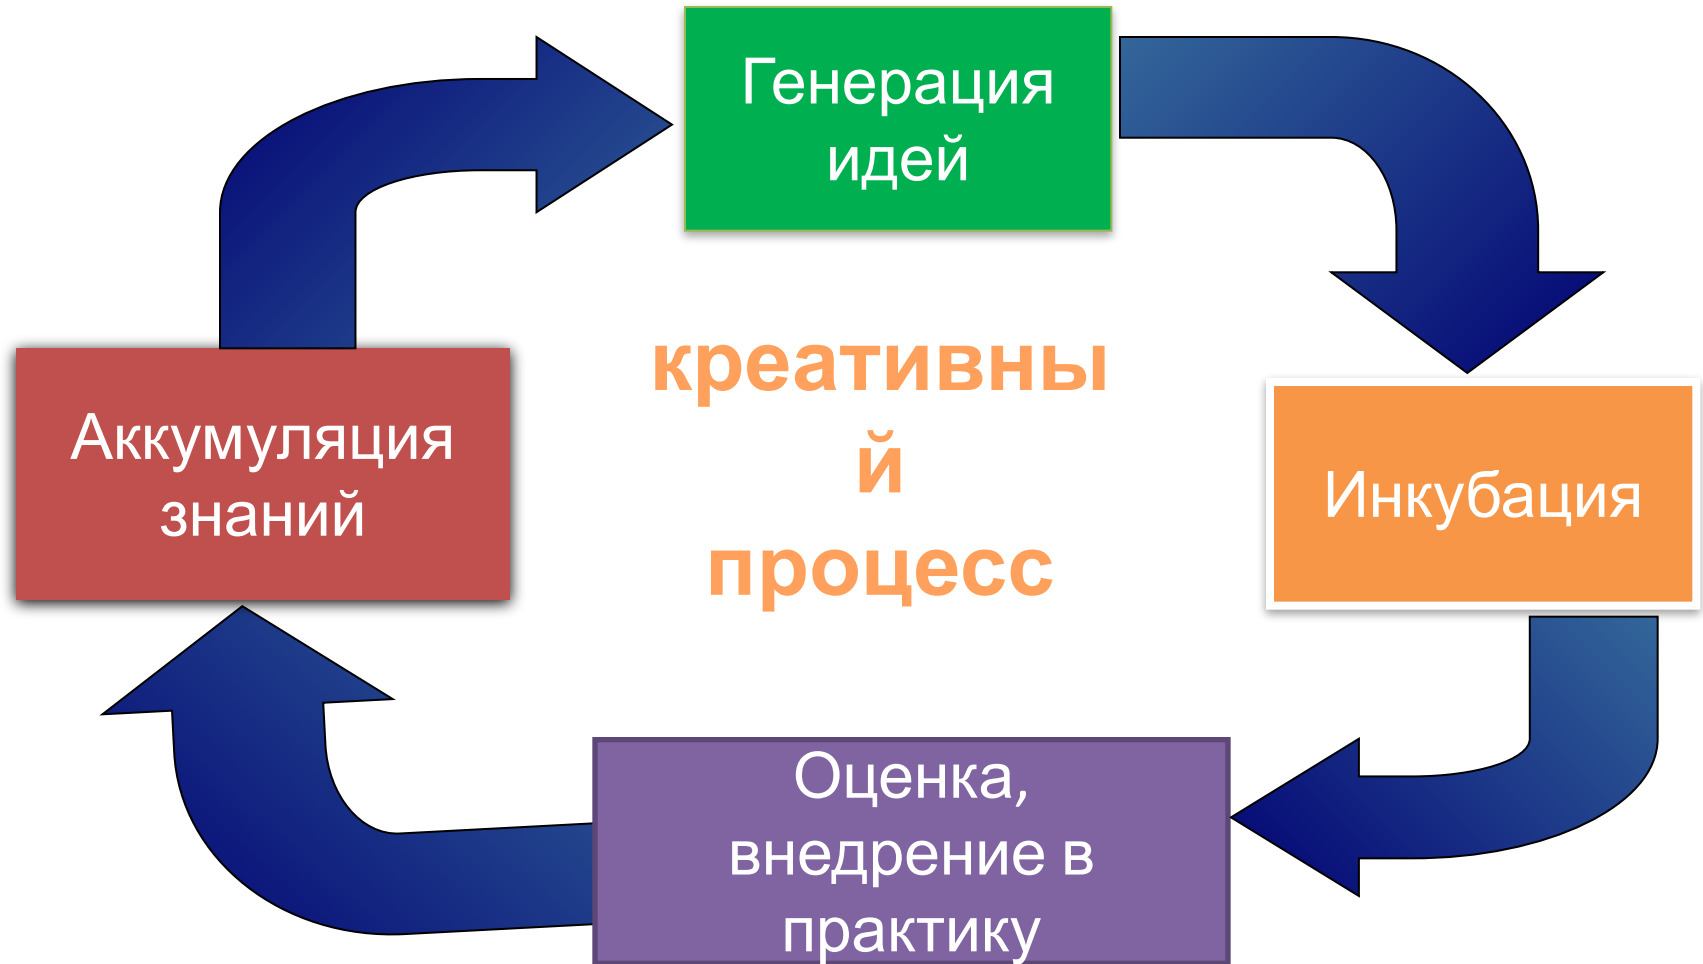 Генерация
идей
креативны
й
процесс
Аккумуляция
знаний
Инкубация
Оценка,
внедрение в
практику